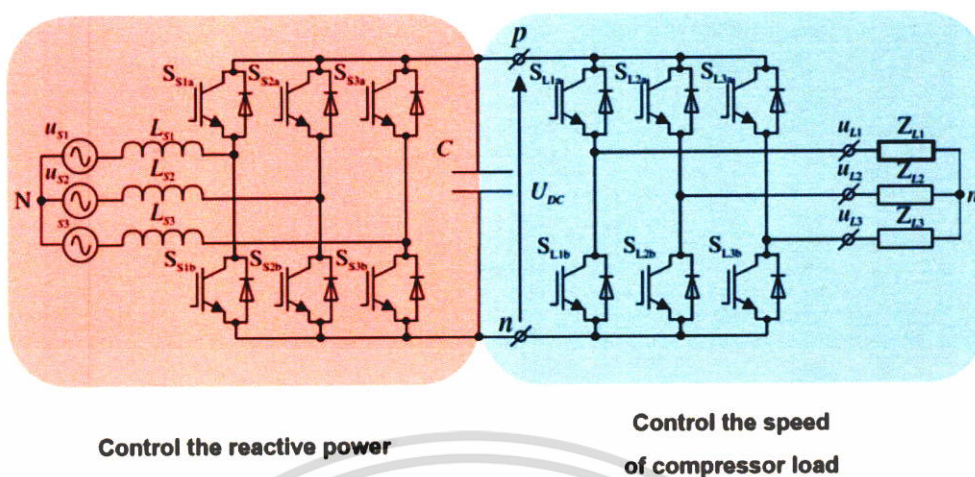 p
S_S1a S_S2a S_S3a
S_L1a S_L2a S_L3a
u_S1 L_S1
C
u_L1 Z_L1
u_S2 L_S2
N
U_DC
u_L2 Z_L2
n
S3 L_S3
u_L3 Z_L3
S_S1b S_S2b S_S3b
S_L1b S_L2b S_L3b
n
Control the reactive power
Control the speed
of compressor load